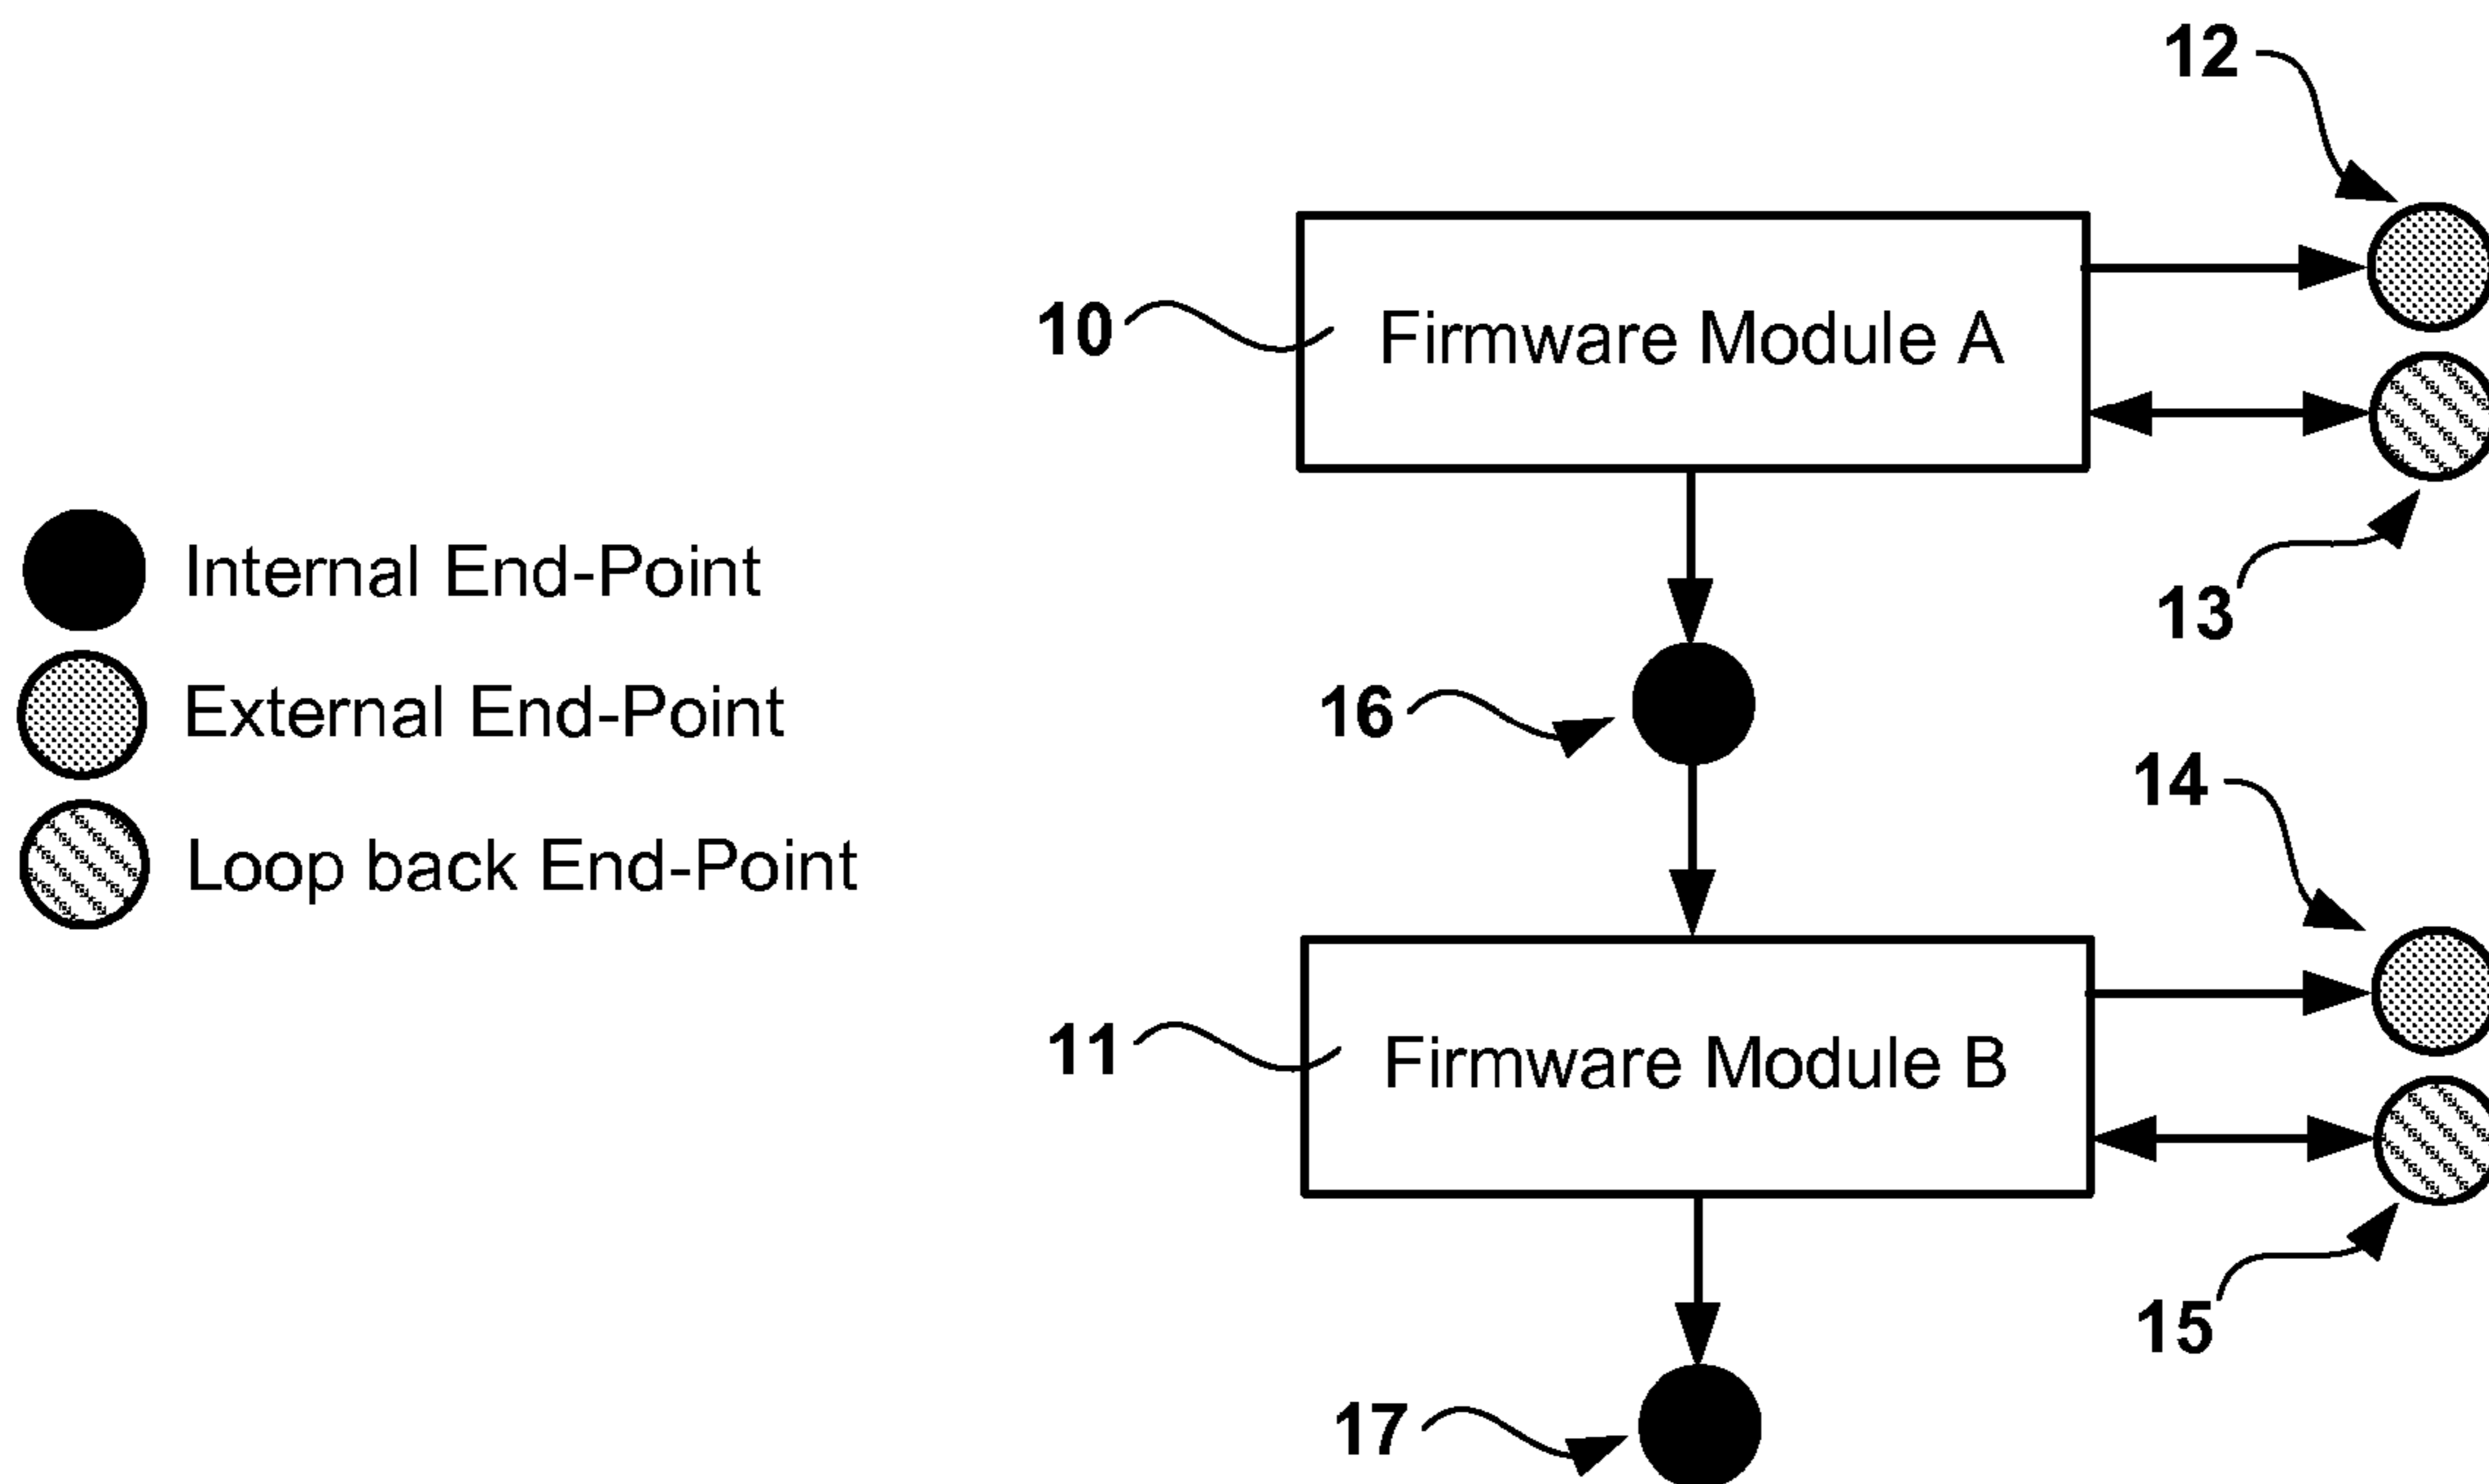 12
10
Firmware Module A
Internal End-Point
13
External End-Point
16
14
Loop back End-Point
11
Firmware Module B
15
17